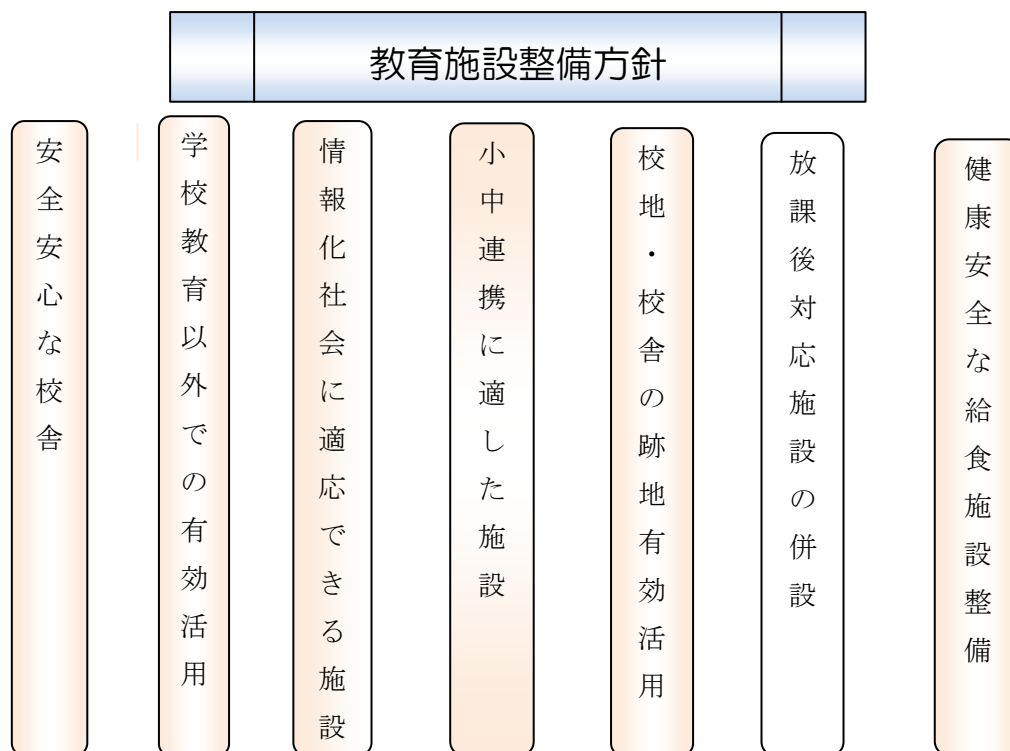 教育施設整備方針
安全安心な校舎
学校教育以外での有効活用
情報化社会に適応できる施設
小中連携に適した施設
校地・校舎の跡地有効活用
放課後対応施設の併設
健康安全な給食施設整備